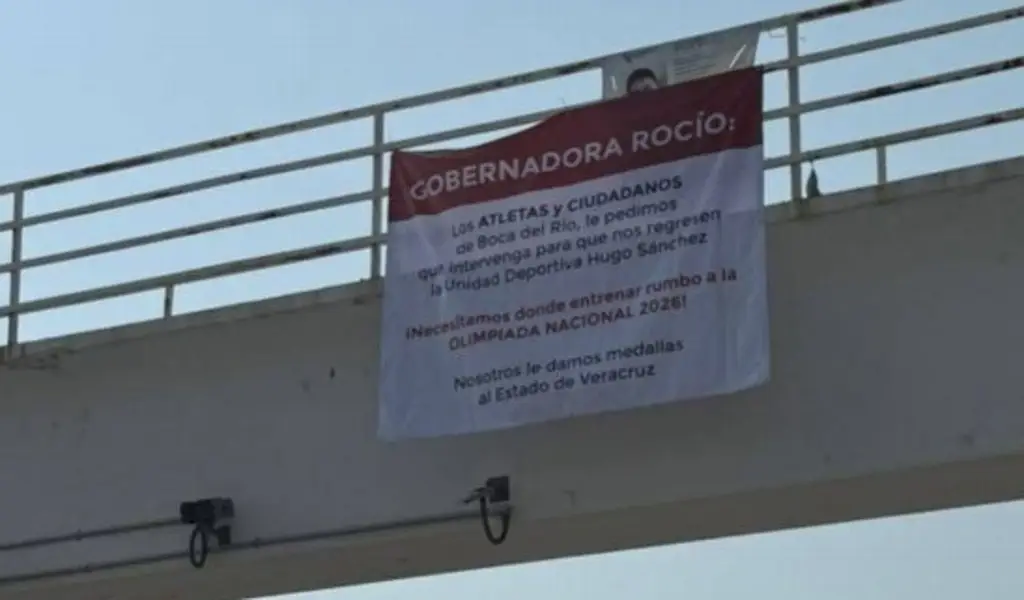 GOBERNADORA ROCÍO:
Los ATLETAS y CIUDADANOS
de Boca del Río, le pedimos
que intervenga para que nos regresen
la Unidad Deportiva Hugo Sánchez
¡Necesitamos donde entrenar rumbo a la
OLIMPIADA NACIONAL 2026!
Nosotros le damos medallas
al Estado de Veracruz